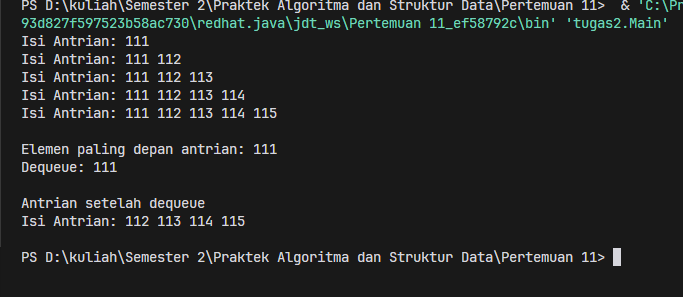 PS D:\kuliah\Semester 2\Praktek Algoritma dan Struktur Data\Pertemuan 11>  & 'C:\Pr
93d827f597523b58ac730\redhat.java\jdt_ws\Pertemuan 11_ef58792c\bin' 'tugas2.Main'
Isi Antrian: 111
Isi Antrian: 111 112
Isi Antrian: 111 112 113
Isi Antrian: 111 112 113 114
Isi Antrian: 111 112 113 114 115
Elemen paling depan antrian: 111
Dequeue: 111
Antrian setelah dequeue
Isi Antrian: 112 113 114 115
PS D:\kuliah\Semester 2\Praktek Algoritma dan Struktur Data\Pertemuan 11>